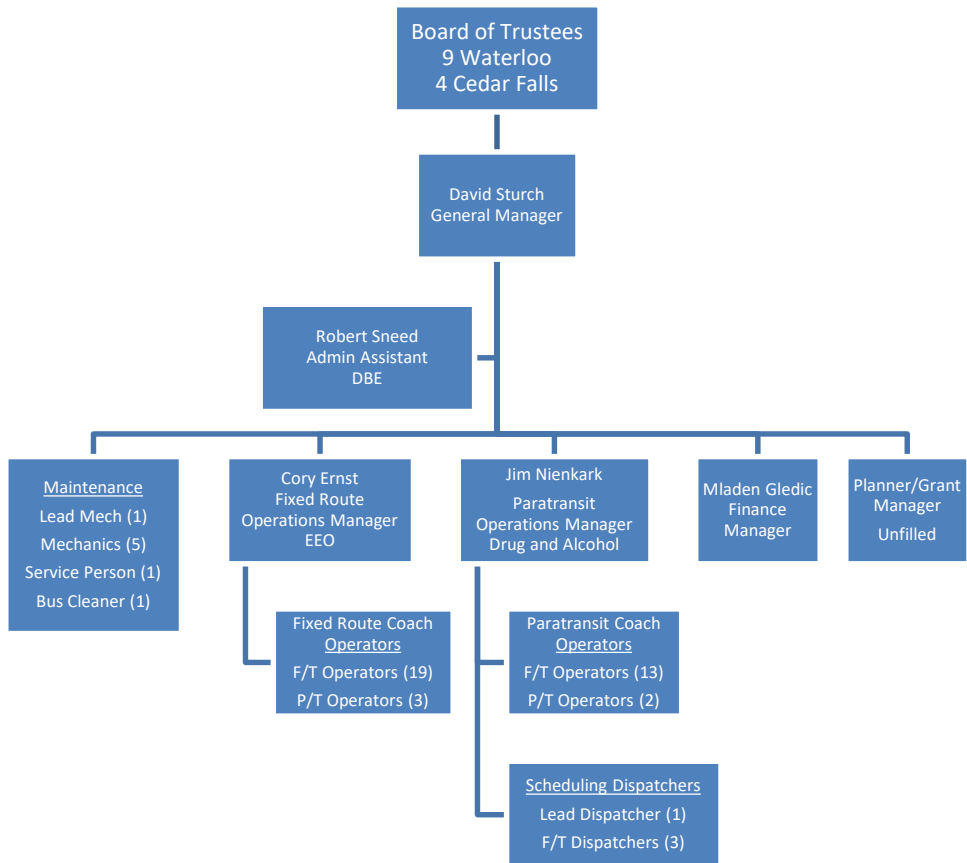 Board of Trustees
9 Waterloo
4 Cedar Falls
David Sturch
General Manager
Robert Sneed
Admin Assistant
DBE
Maintenance
Lead Mech (1)
Mechanics (5)
Service Person (1)
Bus Cleaner (1)
Cory Ernst
Fixed Route
Operations Manager
EEO
Jim Nienkark
Paratransit
Operations Manager
Drug and Alcohol
Mladen Gledic
Finance
Manager
Planner/Grant
Manager
Unfilled
Fixed Route Coach
Operators
F/T Operators (19)
P/T Operators (3)
Paratransit Coach
Operators
F/T Operators (13)
P/T Operators (2)
Scheduling Dispatchers
Lead Dispatcher (1)
F/T Dispatchers (3)